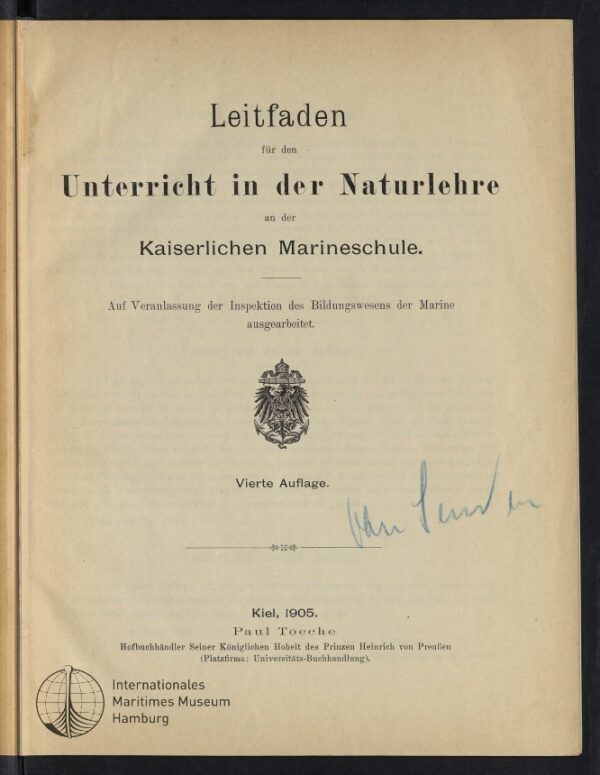 Leitfaden
für den
Unterricht in der Naturlehre
an der
Kaiserlichen Marineschule.
Auf Veranlassung der Inspektion des Bildungswesens der Marine
ausgearbeitet.
Vierte Auflage.
Kiel, 1905.
Paul Toeche
Hofbuchhändler Seiner Königlichen Hoheit des Prinzen Heinrich von Preußen
(Platzfirma: Universitäts-Buchhandlung).
Internationales
Maritimes Museum
Hamburg